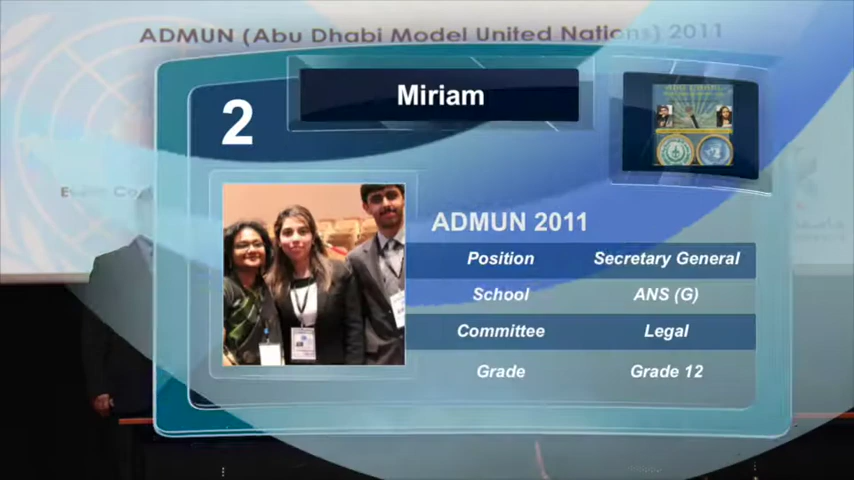 ADMUN (Abu Dhabi Model United Nations) 2011
2
Miriam
ADMUN 2011
Position Secretary General
School ANS (G)
Committee Legal
Grade Grade 12